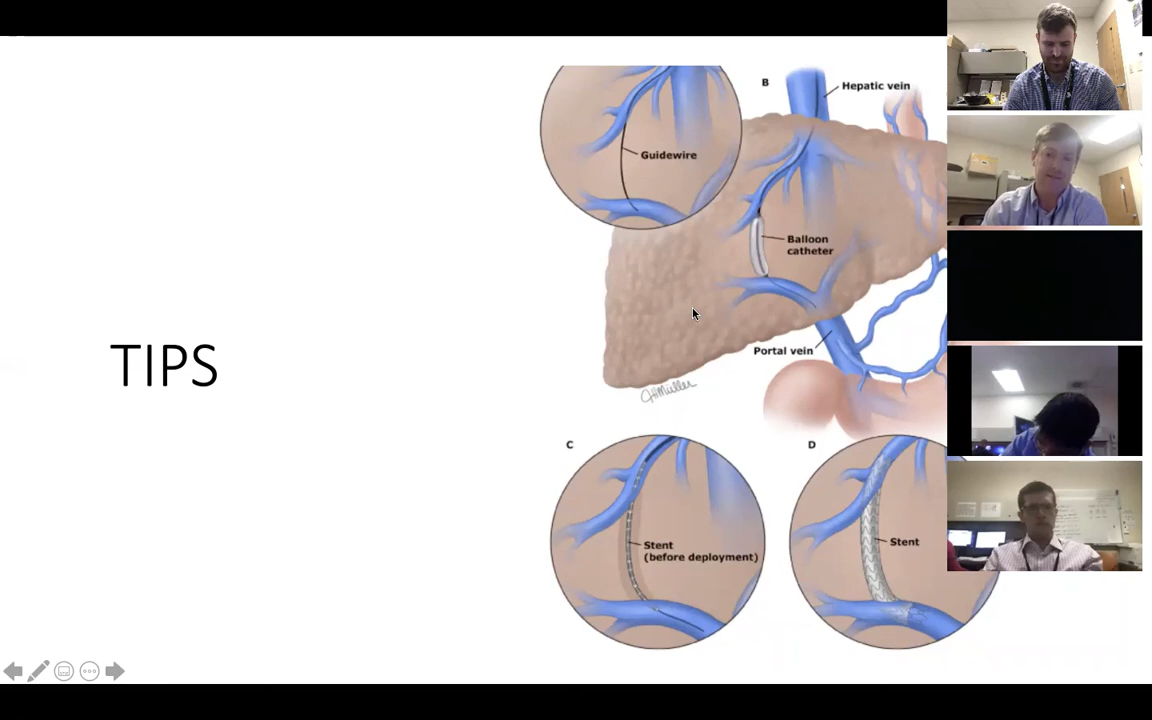 TIPS
B
Hepatic vein
Guidewire
Balloon
catheter
Portal vein
C
D
Stent
(before deployment)
Stent